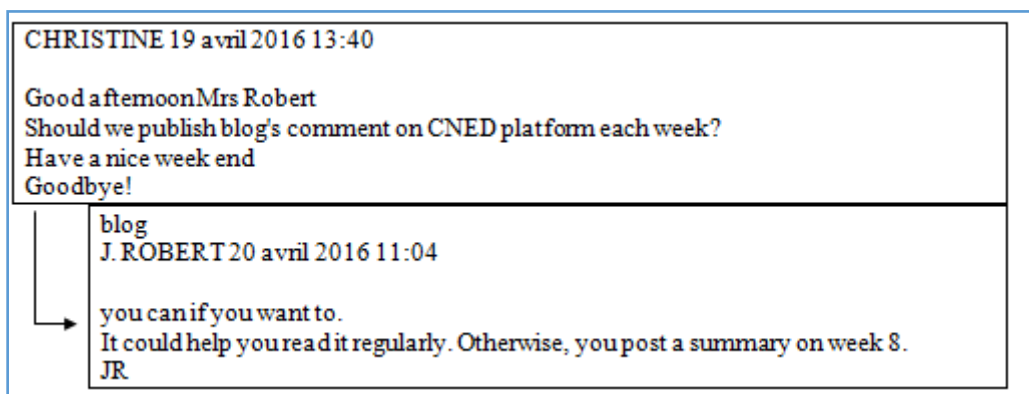 CHRISTINE 19 avril 2016 13:40
Good afternoon Mrs Robert
Should we publish blog's comment on CNED platform each week?
Have a nice week end
Goodbye!
blog
J. ROBERT 20 avril 2016 11:04
you can if you want to.
It could help you read it regularly. Otherwise, you post a summary on week 8.
JR